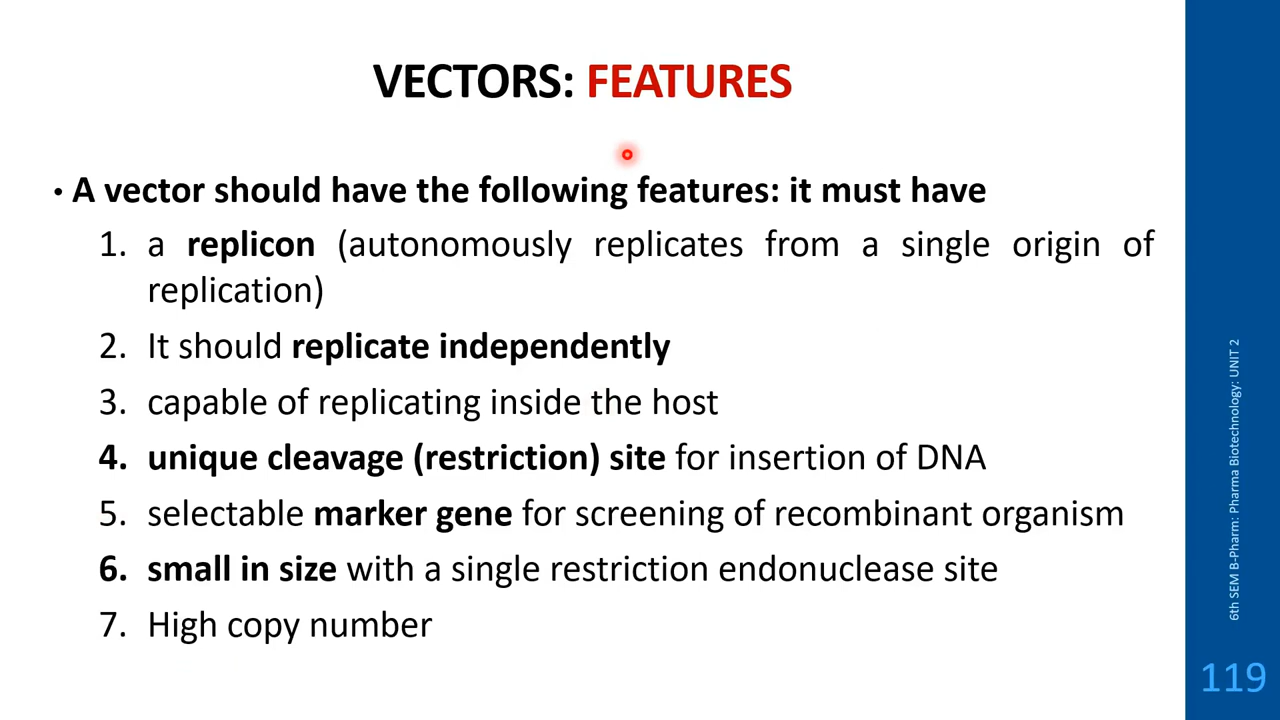 VECTORS: FEATURES
• A vector should have the following features: it must have
1. a replicon (autonomously replicates from a single origin of
replication)
2. It should replicate independently
3. capable of replicating inside the host
4. unique cleavage (restriction) site for insertion of DNA
5. selectable marker gene for screening of recombinant organism
6. small in size with a single restriction endonuclease site
7. High copy number
6th SEM B-Pharm: Pharma Biotechnology: UNIT 2
119